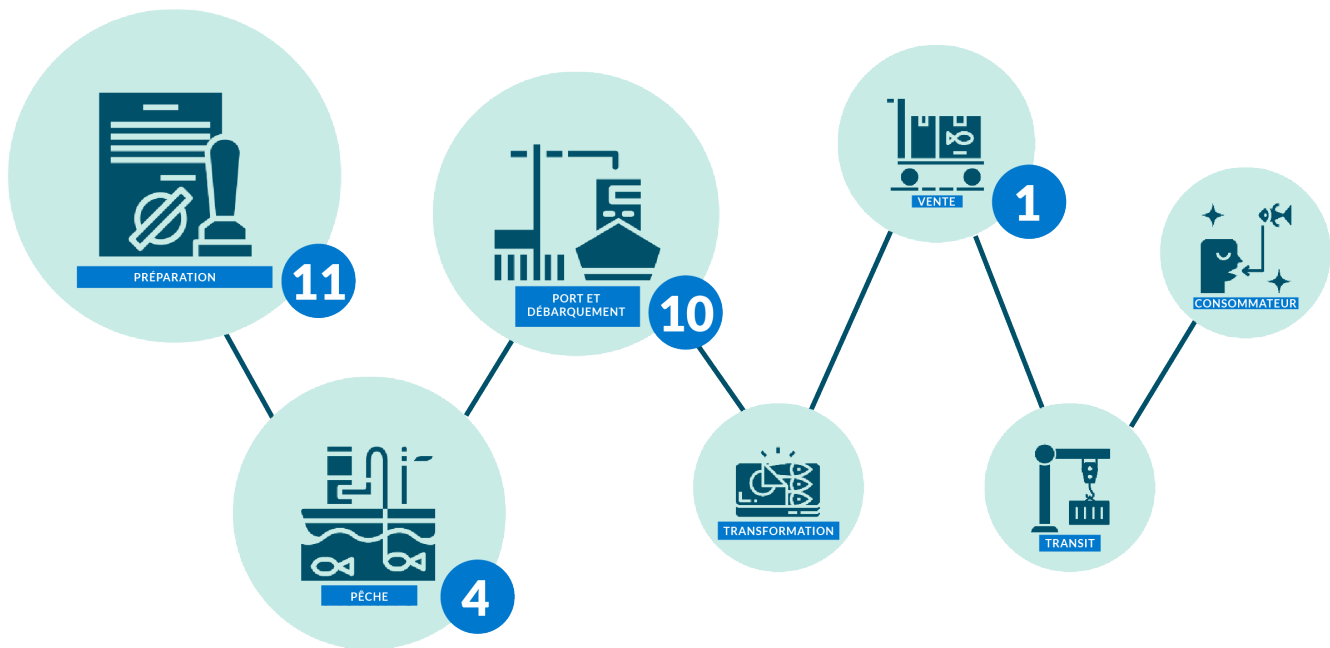 PRÉPARATION
11
PÊCHE
4
PORT ET
DÉBARQUEMENT
10
TRANSFORMATION
VENTE
1
TRANSIT
CONSOMMATEUR